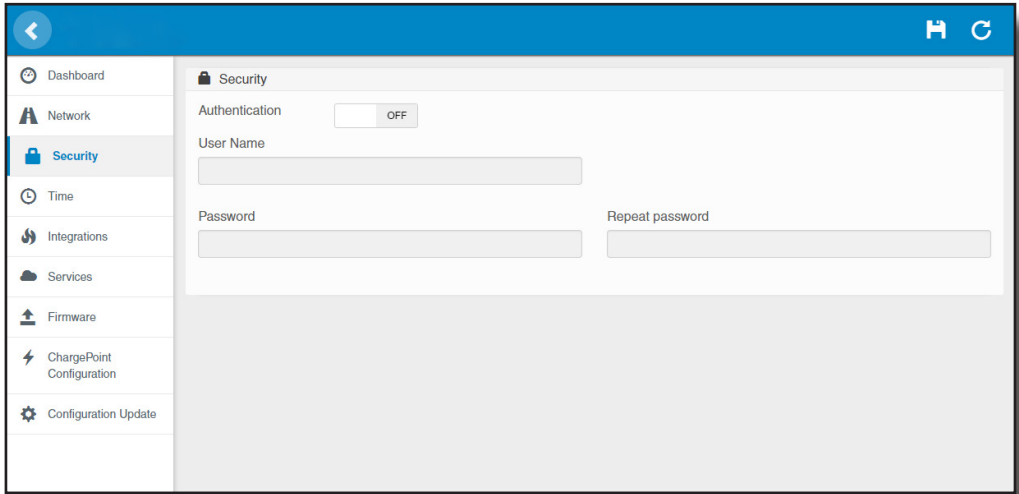 Dashboard
Network
Security
Time
Integrations
Services
Firmware
ChargePoint
Configuration
Configuration Update
Security
Authentication
OFF
User Name
Password
Repeat password